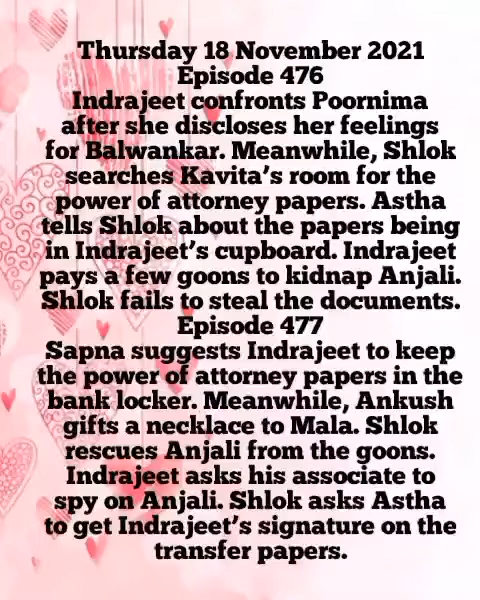 Thursday 18 November 2021
Episode 476
Indrajeet confronts Poornima
after she discloses her feelings
for Balwankar. Meanwhile, Shlok
searches Kavita's room for the
power of attorney papers. Astha
tells Shlok about the papers being
in Indrajeet's cupboard. Indrajeet
pays a few goons to kidnap Anjali.
Shlok fails to steal the documents.
Episode 477
Sapna suggests Indrajeet to keep
the power of attorney papers in the
bank locker. Meanwhile, Ankush
gifts a necklace to Mala. Shlok
rescues Anjali from the goons.
Indrajeet asks his associate to
spy on Anjali. Shlok asks Astha
to get Indrajeet's signature on the
transfer papers.